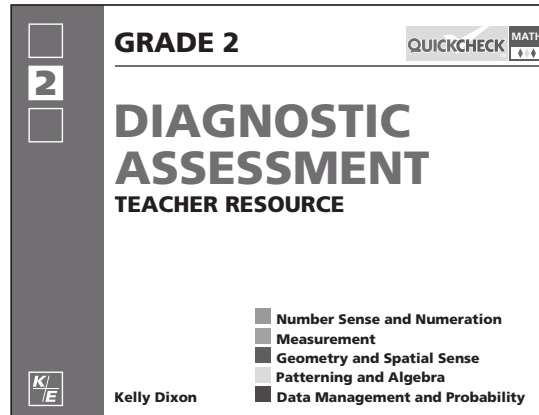 GRADE 2
QUICKCHECK MATH
2
DIAGNOSTIC
ASSESSMENT
TEACHER RESOURCE
Number Sense and Numeration
Measurement
Geometry and Spatial Sense
Patterning and Algebra
Data Management and Probability
Kelly Dixon
K/E